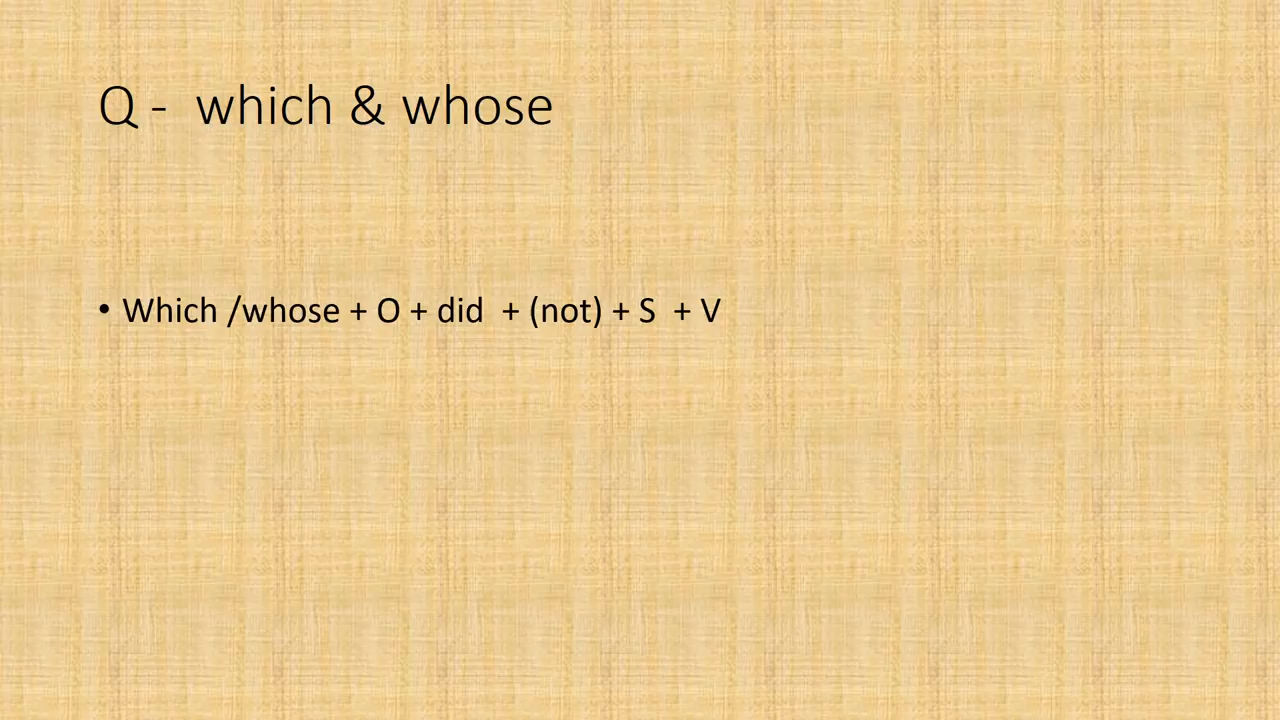 Q - which & whose
• Which /whose + O + did + (not) + S + V